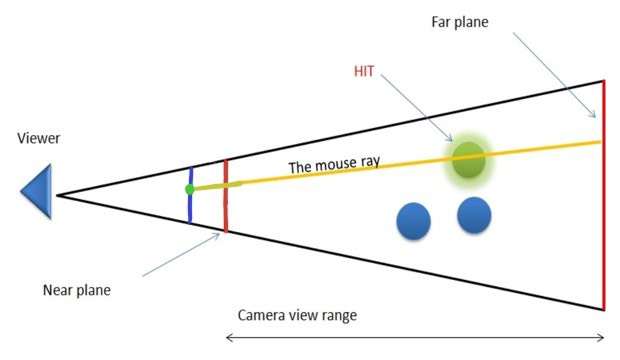 Far plane
HIT
Viewer
The mouse ray
Near plane
Camera view range